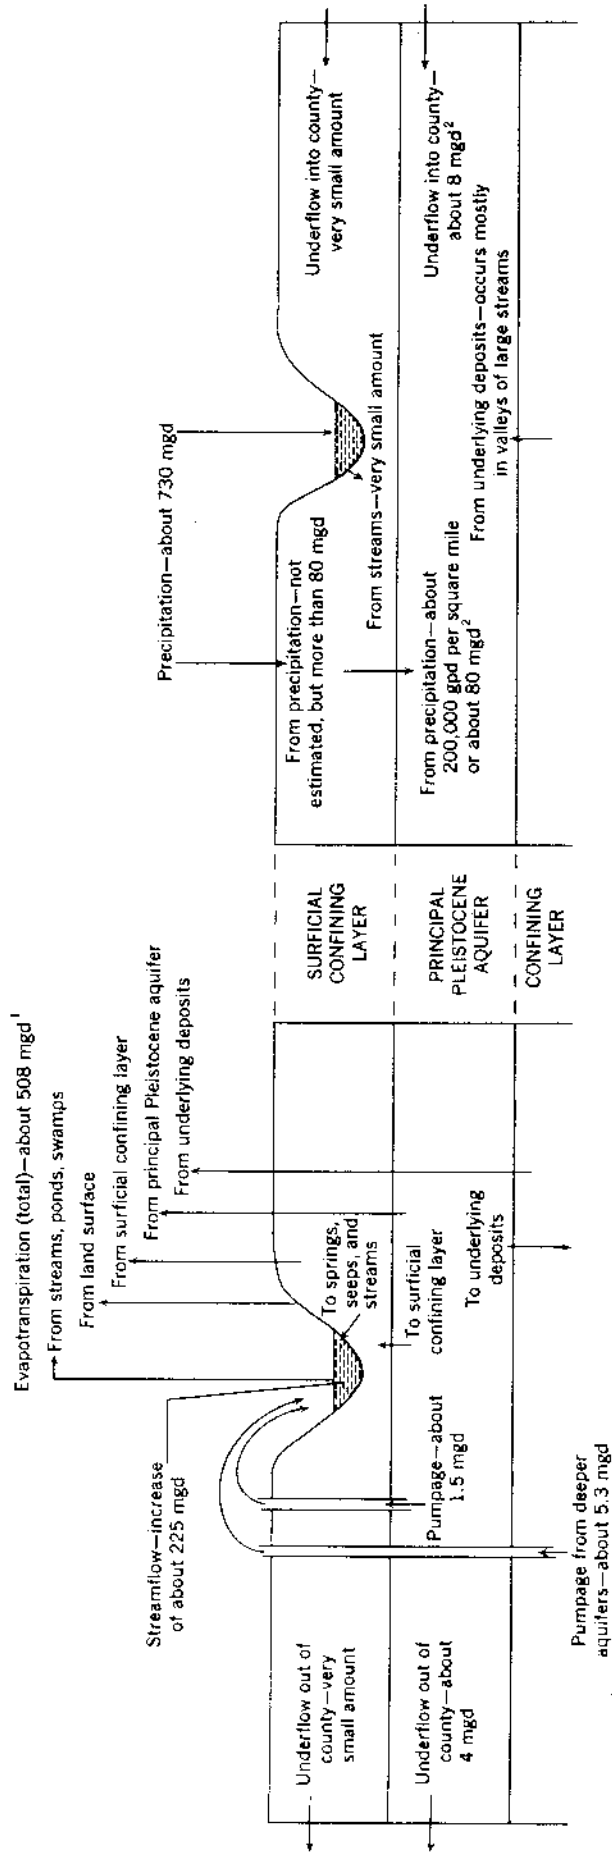 Evapotranspiration (total)—about 508 mgd¹
From streams, ponds, swamps
From land surface
From surficial confining layer
From principal Pleistocene aquifer
From underlying deposits
Streamflow—increase
of about 225 mgd
To springs,
seeps, and
streams
To surficial
confining layer
To underlying
deposits
Pumpage—about
1.5 mgd
Pumpage from deeper
aquifers—about 5.3 mgd
Underflow out of
county—very
small amount
Underflow out of
county—about
4 mgd
SURFICIAL
CONFINING
LAYER
PRINCIPAL
PLEISTOCENE
AQUIFER
CONFINING
LAYER
Precipitation—about 730 mgd
From precipitation—not
estimated, but more than 80 mgd
From streams—very small amount
Underflow into county—
very small amount
From precipitation—about
200,000 gpd per square mile
or about 80 mgd²
Underflow into county—
about 8 mgd²
From underlying deposits—occurs mostly
in valleys of large streams